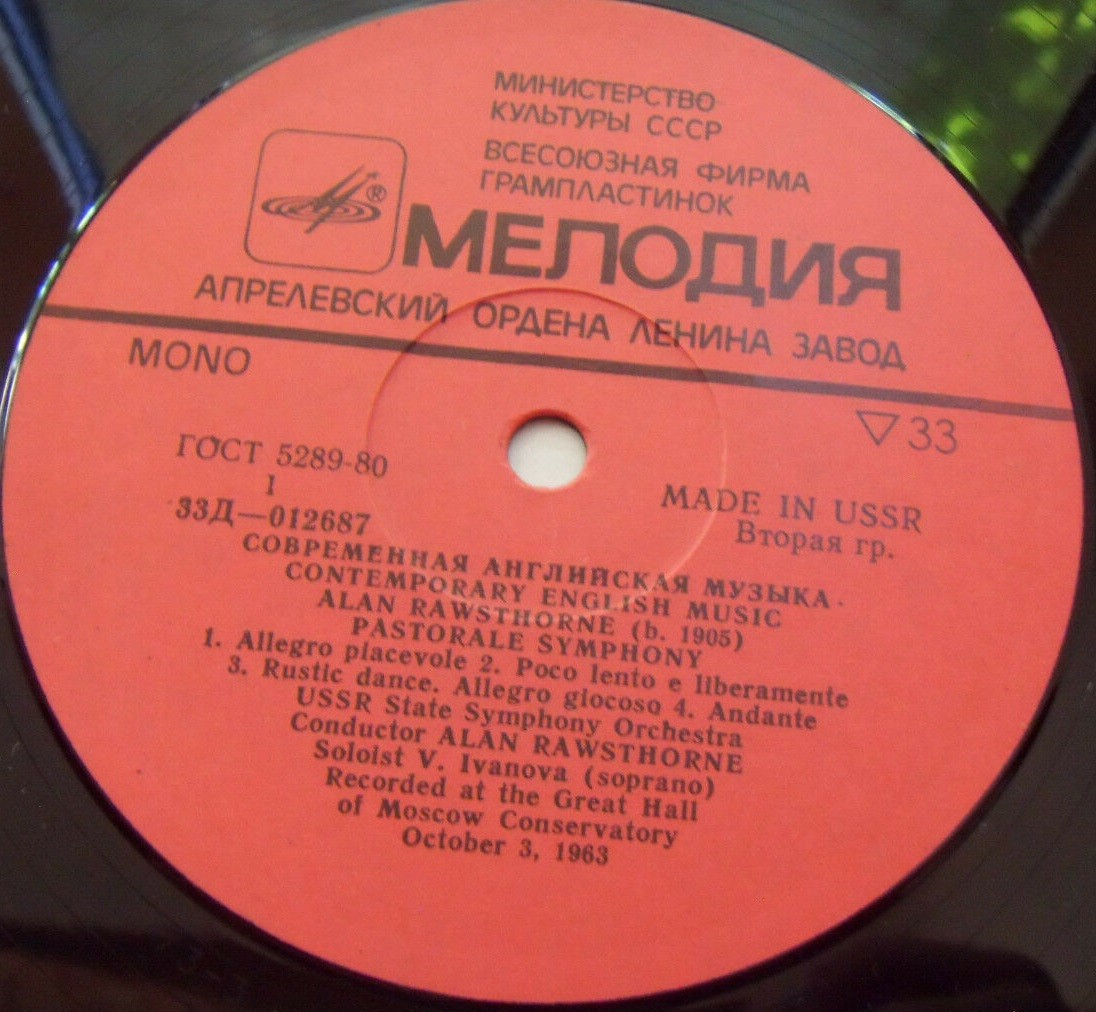 МИНИСТЕРСТВО
КУЛЬТУРЫ СССР
ВСЕСОЮЗНАЯ ФИРМА
ГРАМПЛАСТИНОК
®
МЕЛОДИЯ
АПРЕЛЕВСКИЙ ОРДЕНА ЛЕНИНА ЗАВОД
MONO
▽33
ГОСТ 5289-80
1
33Д—012687
MADE IN USSR
Вторая гр.
СОВРЕМЕННАЯ АНГЛИЙСКАЯ МУЗЫКА
CONTEMPORARY ENGLISH MUSIC
ALAN RAWSTHORNE (b. 1905)
PASTORALE SYMPHONY
1. Allegro piacevole 2. Poco lento e liberamente
3. Rustic dance. Allegro giocoso 4. Andante
USSR State Symphony Orchestra
Conductor ALAN RAWSTHORNE
Soloist V. Ivanova (soprano)
Recorded at the Great Hall
of Moscow Conservatory
October 3, 1963